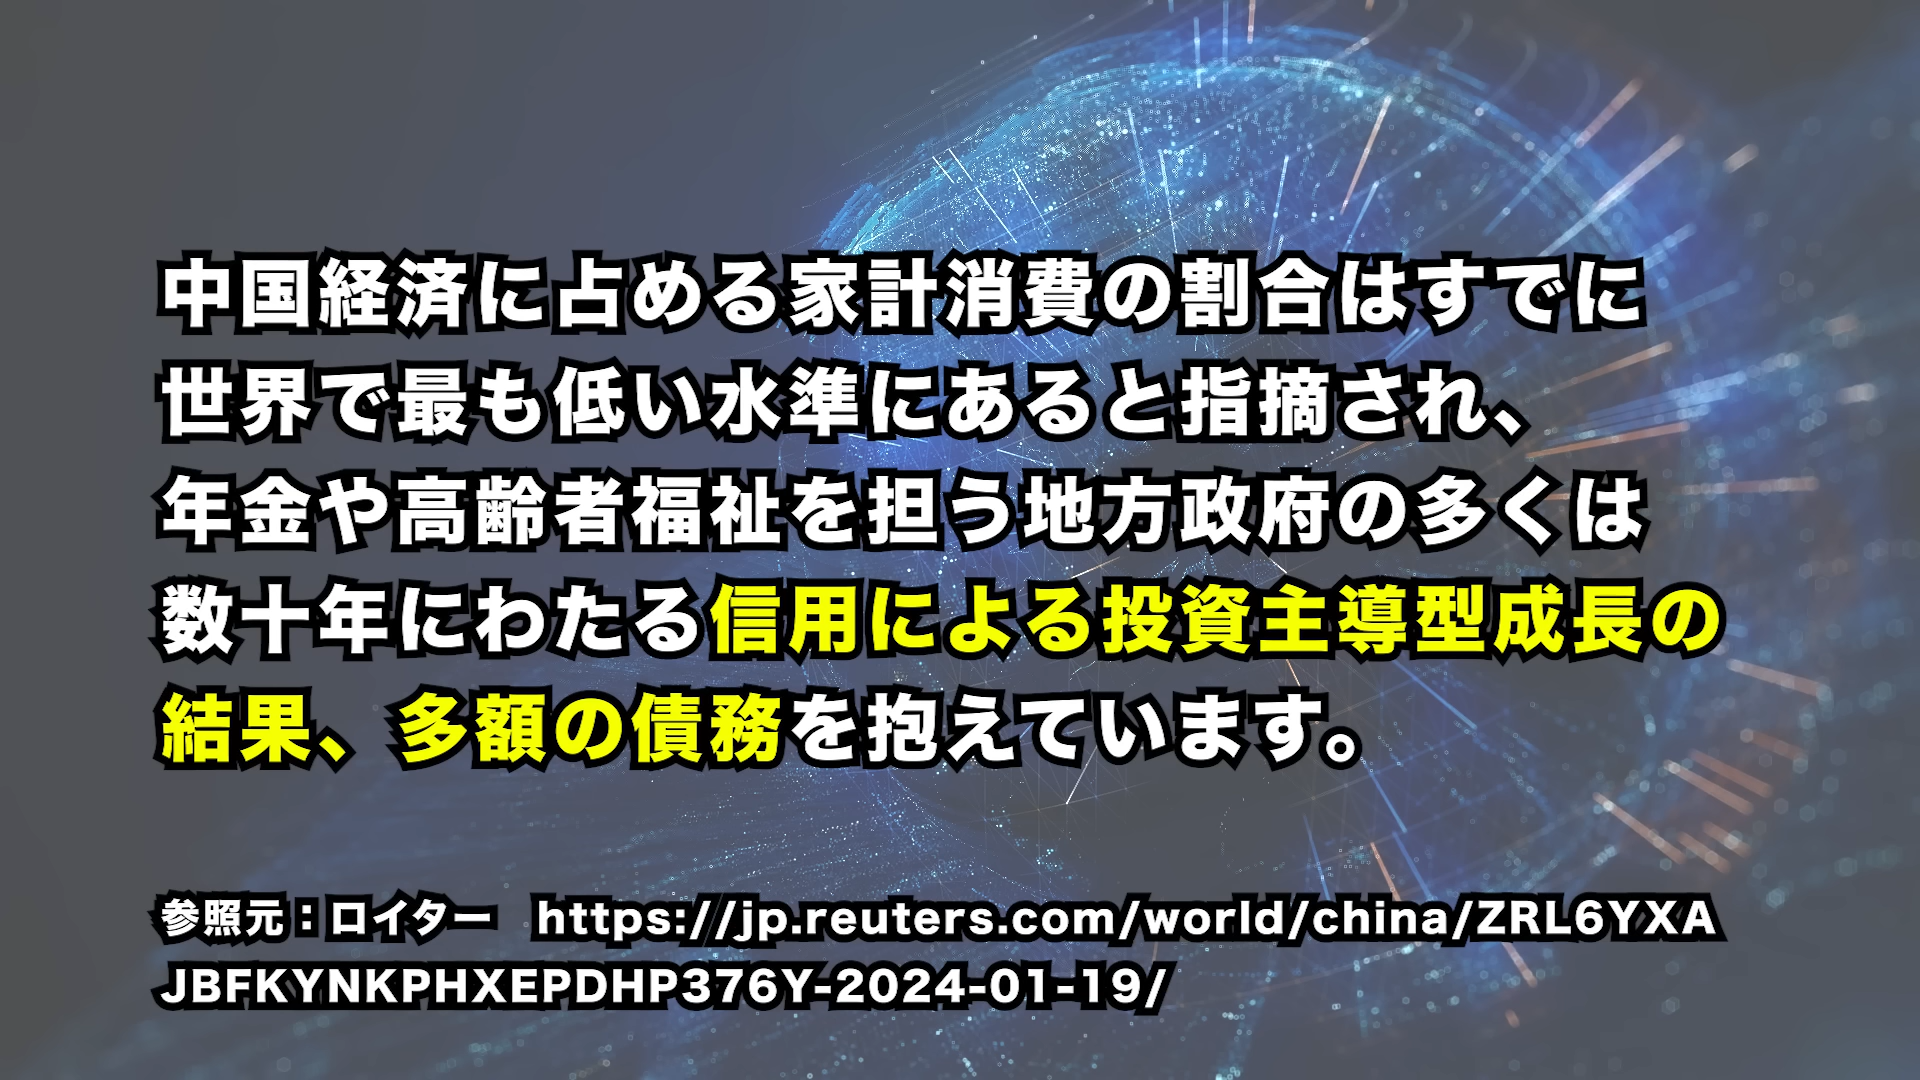 中国経済に占める家計消費の割合はすでに
世界で最も低い水準にあると指摘され、
年金や高齢者福祉を担う地方政府の多くは
数十年にわたる信用による投資主導型成長の
結果、多額の債務を抱えています。
参照元：ロイター　https://jp.reuters.com/world/china/ZRL6YXA
JBFKYNKPHXEPDHP376Y-2024-01-19/